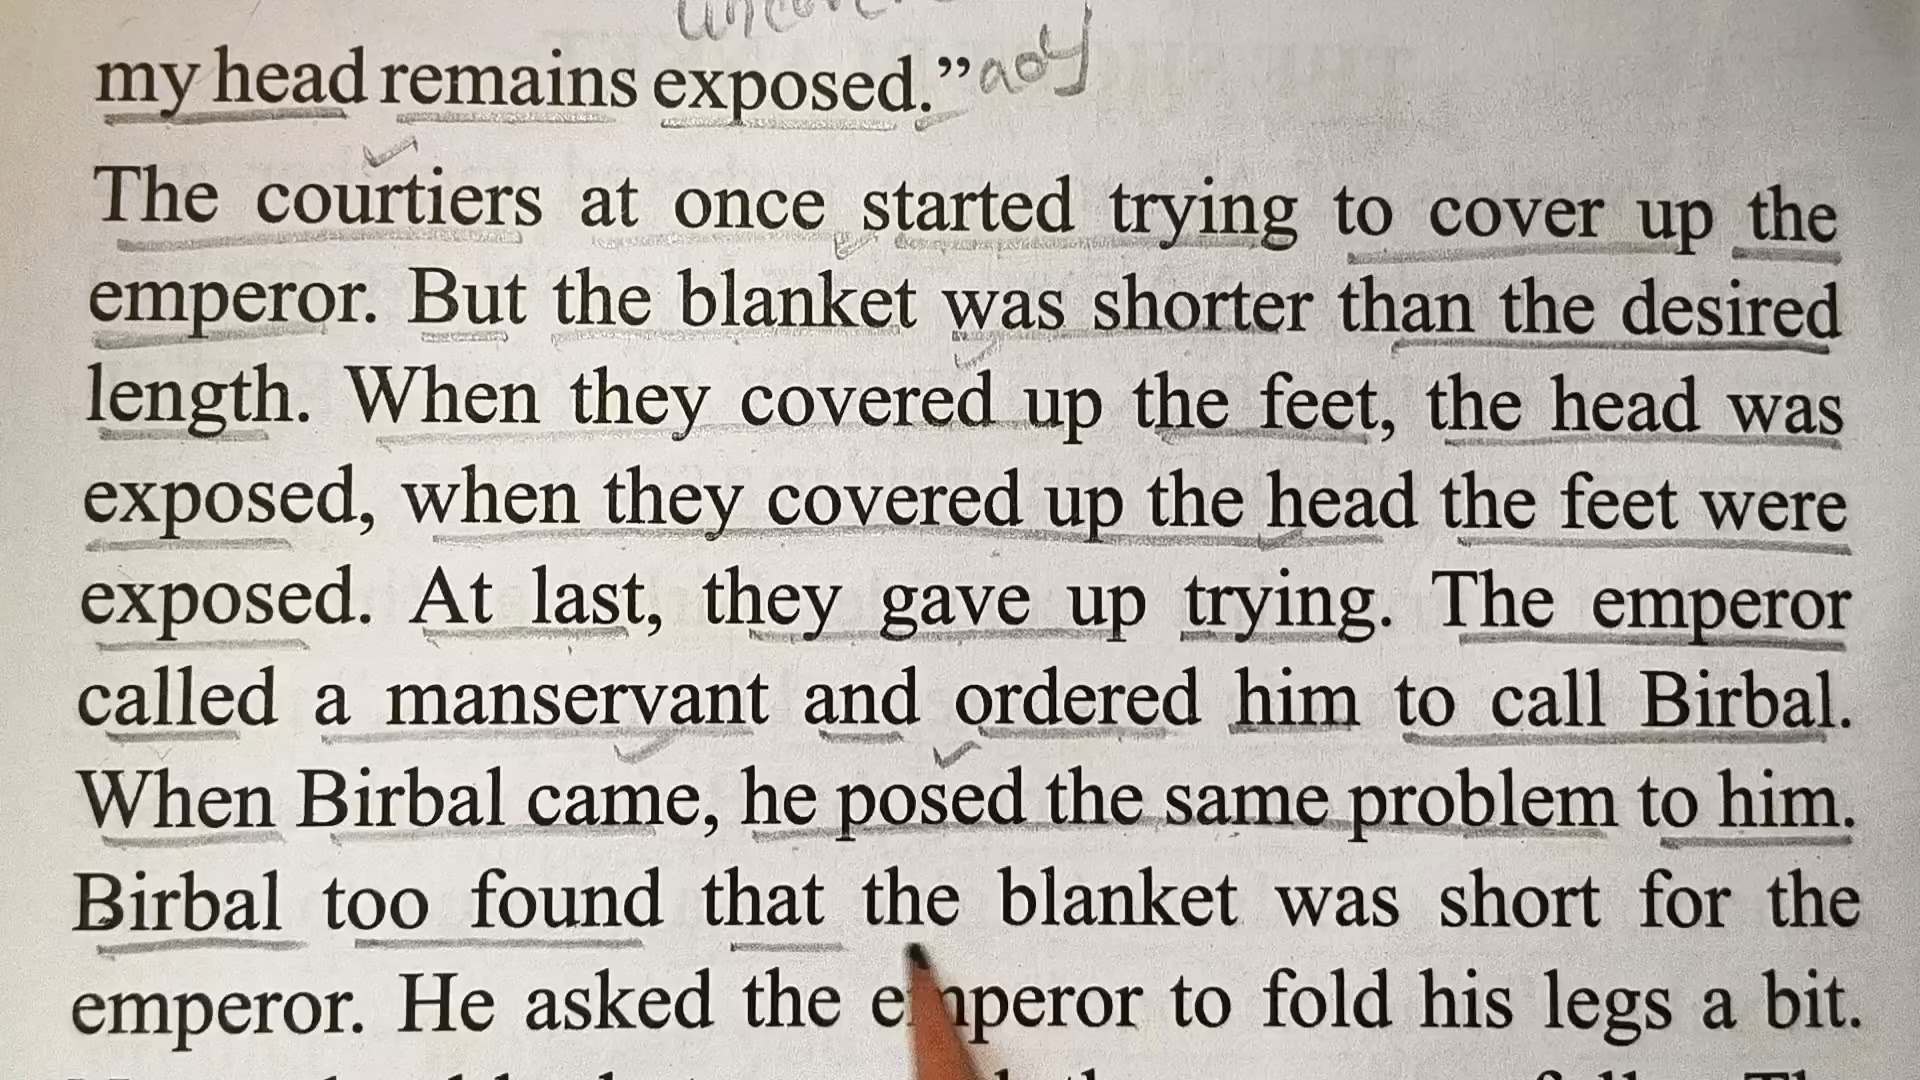 my head remains exposed.”
The courtiers at once started trying to cover up the
emperor. But the blanket was shorter than the desired
length. When they covered up the feet, the head was
exposed, when they covered up the head the feet were
exposed. At last, they gave up trying. The emperor
called a manservant and ordered him to call Birbal.
When Birbal came, he posed the same problem to him.
Birbal too found that the blanket was short for the
emperor. He asked the emperor to fold his legs a bit.